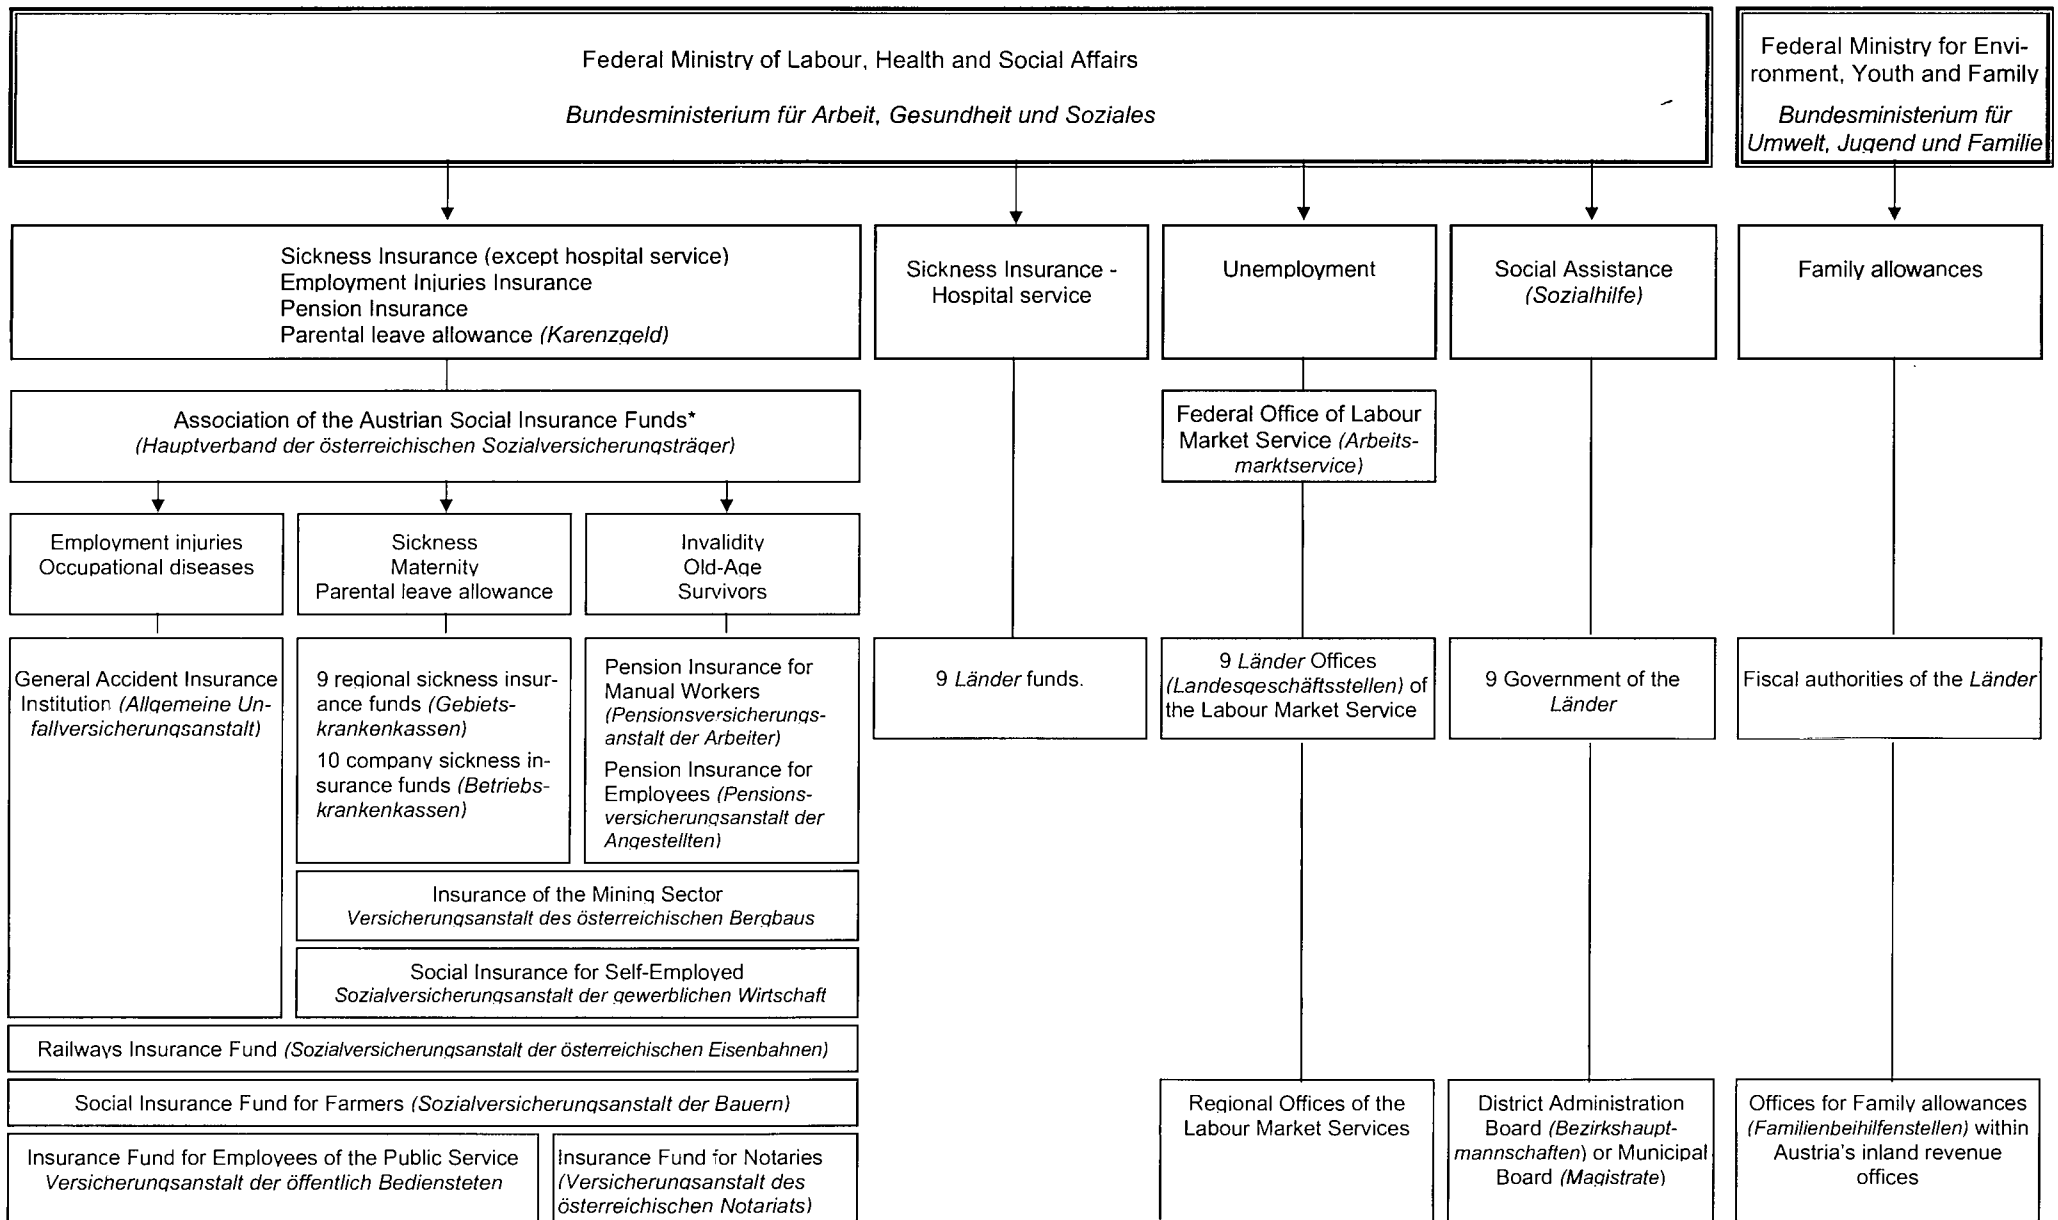 Federal Ministry of Labour, Health and Social Affairs
Bundesministerium für Arbeit, Gesundheit und Soziales
Federal Ministry for Envi-
ronment, Youth and Family
Bundesministerium für
Umwelt, Jugend und Familie
Sickness Insurance (except hospital service)
Employment Injuries Insurance
Pension Insurance
Parental leave allowance (Karenzgeld)
Sickness Insurance -
Hospital service
Unemployment
Social Assistance
(Sozialhilfe)
Family allowances
Association of the Austrian Social Insurance Funds*
(Hauptverband der österreichischen Sozialversicherungsträger)
Federal Office of Labour
Market Service (Arbeits-
marktservice)
Employment injuries
Occupational diseases
Sickness
Maternity
Parental leave allowance
Invalidity
Old-Age
Survivors
General Accident Insurance
Institution (Allgemeine Un-
fallversicherungsanstalt)
9 regional sickness insur-
ance funds (Gebiets-
krankenkassen)
10 company sickness in-
surance funds (Betriebs-
krankenkassen)
Pension Insurance for
Manual Workers
(Pensionsversicherungs-
anstalt der Arbeiter)
Pension Insurance for
Employees (Pensions-
versicherungsanstalt der
Angestellten)
9 Länder funds.
9 Länder Offices
(Landesgeschäftsstellen) of
the Labour Market Service
9 Government of the
Länder
Fiscal authorities of the Länder
Insurance of the Mining Sector
Versicherungsanstalt des österreichischen Bergbaus
Social Insurance for Self-Employed
Sozialversicherungsanstalt der gewerblichen Wirtschaft
Railways Insurance Fund (Sozialversicherungsanstalt der österreichischen Eisenbahnen)
Social Insurance Fund for Farmers (Sozialversicherungsanstalt der Bauern)
Insurance Fund for Employees of the Public Service
Versicherungsanstalt der öffentlich Bediensteten
Insurance Fund for Notaries
(Versicherungsanstalt des
österreichischen Notariats)
Regional Offices of the
Labour Market Services
District Administration
Board (Bezirkshaupt-
mannschaften) or Municipal
Board (Magistrate)
Offices for Family allowances
(Familienbeihilfenstellen) within
Austria's inland revenue
offices